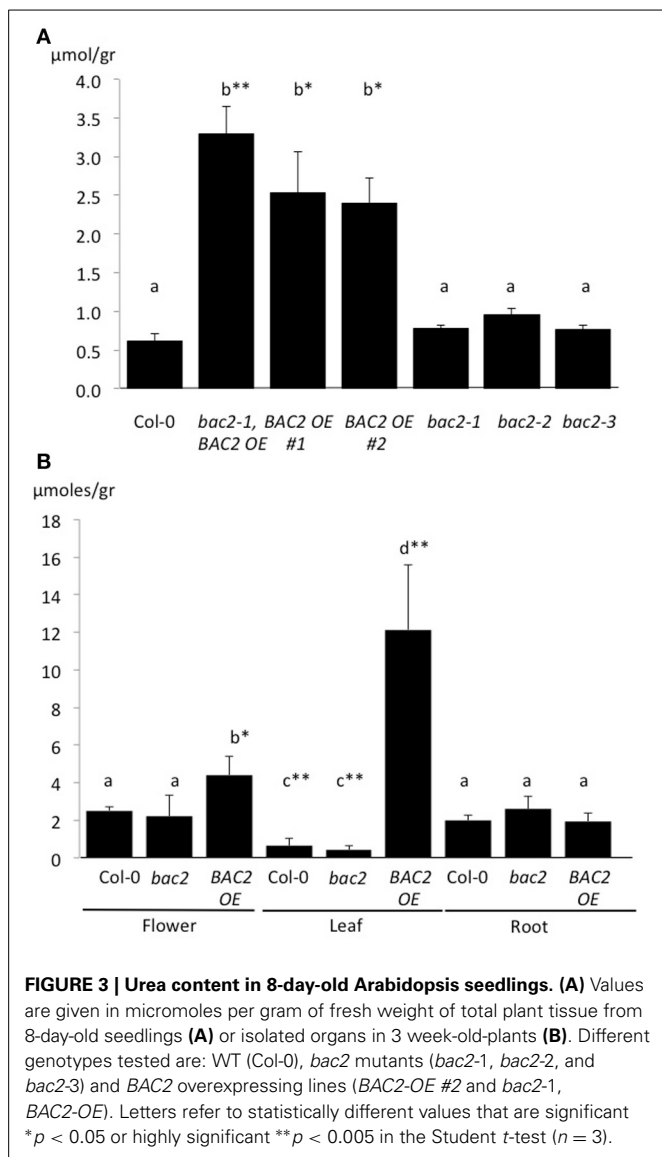 A
μmol/gr
4.0
3.5
3.0
2.5
2.0
1.5
1.0
0.5
0.0
a b** b* b* a a a
Col-0 bac2-1, BAC2 OE BAC2 OE bac2-1 bac2-2 bac2-3
BAC2 OE #1 #2
B
μmoles/gr
18
16
14
12
10
8
6
4
2
0
a a b* c** c** d** a a a
Col-0 bac2 BAC2 Col-0 bac2 BAC2 Col-0 bac2 BAC2
OE OE OE
Flower Leaf Root
FIGURE 3 | Urea content in 8-day-old Arabidopsis seedlings. (A) Values
are given in micromoles per gram of fresh weight of total plant tissue from
8-day-old seedlings (A) or isolated organs in 3 week-old-plants (B). Different
genotypes tested are: WT (Col-0), bac2 mutants (bac2-1, bac2-2, and
bac2-3) and BAC2 overexpressing lines (BAC2-OE #2 and bac2-1,
BAC2-OE). Letters refer to statistically different values that are significant
*p < 0.05 or highly significant **p < 0.005 in the Student t-test (n = 3).